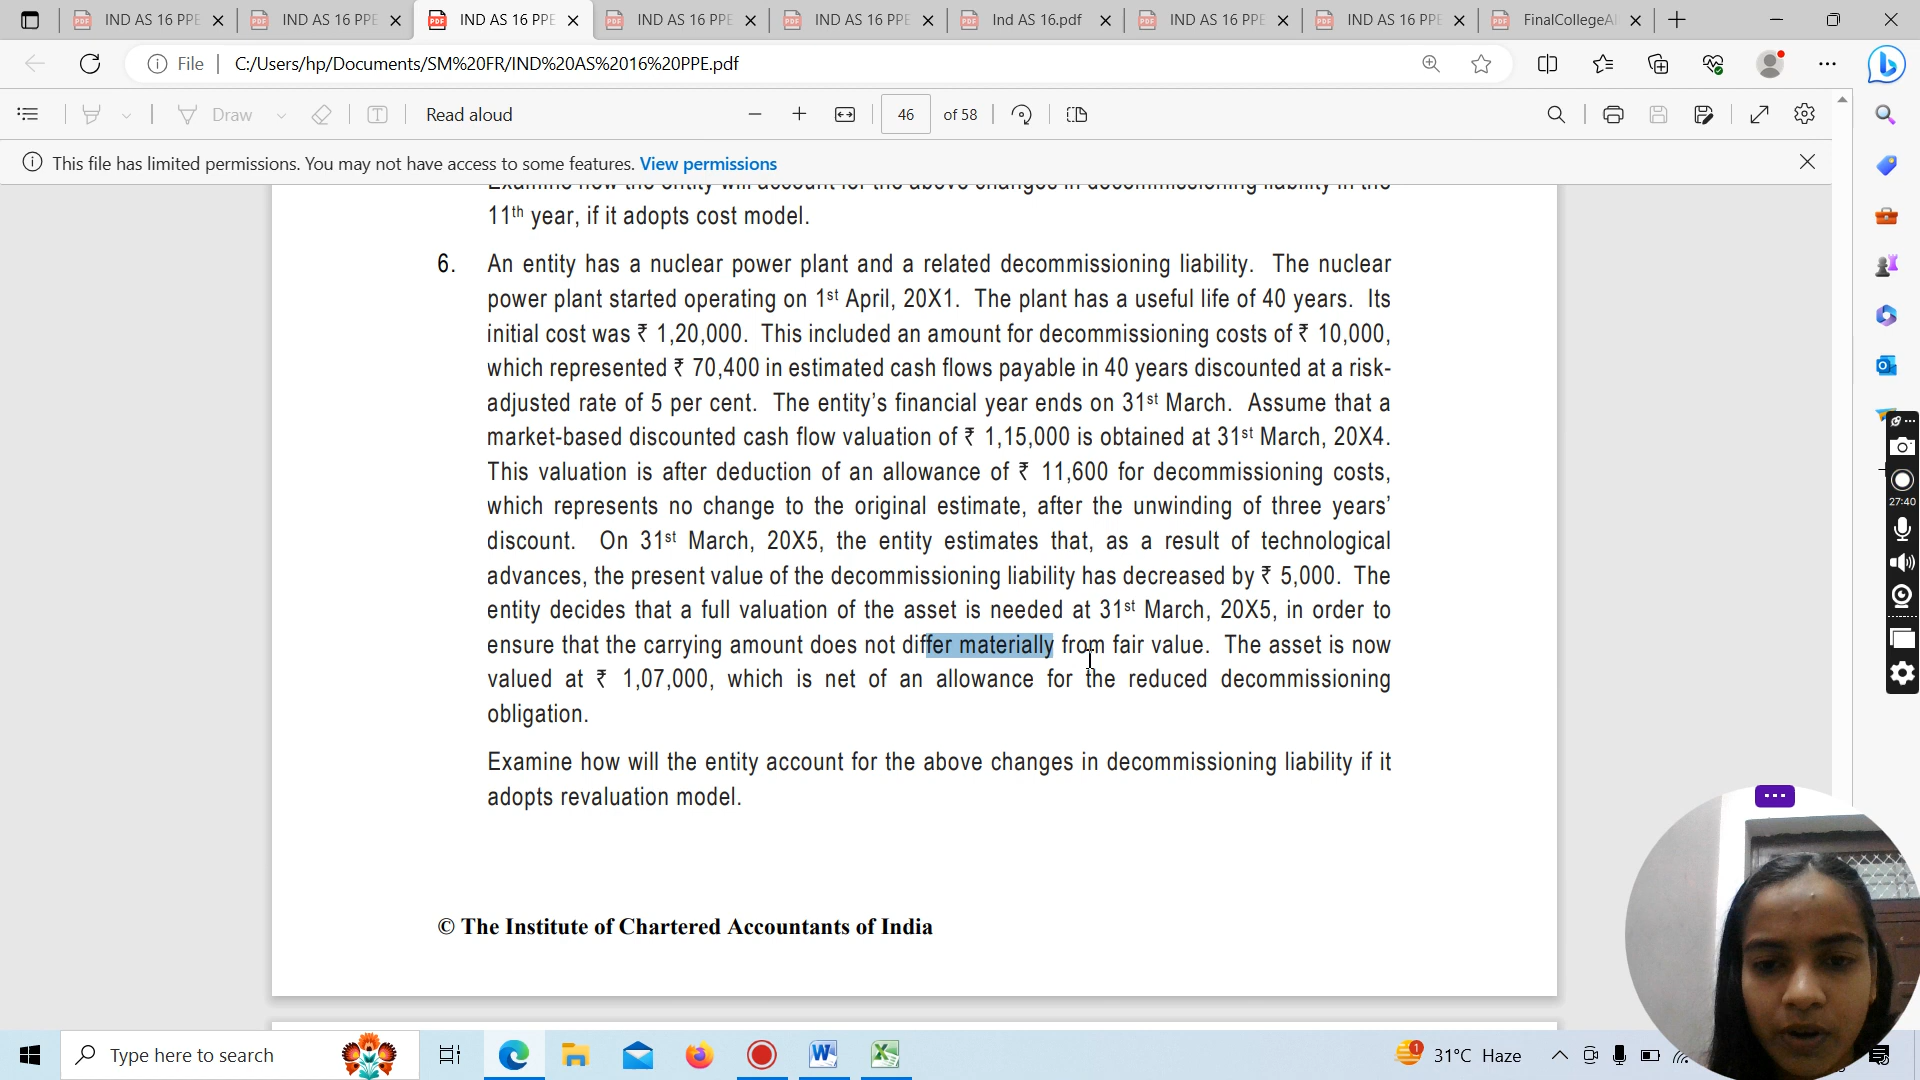 IND AS 16 PPE
IND AS 16 PPE
IND AS 16 PPE
IND AS 16 PPE
IND AS 16 PPE
Ind AS 16.pdf
IND AS 16 PPE
IND AS 16 PPE
FinalCollegeA
File
C:/Users/hp/Documents/SM%20FR/IND%20AS%2016%20PPE.pdf
Draw
Read aloud
46
of 58
This file has limited permissions. You may not have access to some features. View permissions
Examine how the entity will account for the above changes in decommissioning liability in the
11th year, if it adopts cost model.
6. An entity has a nuclear power plant and a related decommissioning liability. The nuclear
power plant started operating on 1st April, 20X1. The plant has a useful life of 40 years. Its
initial cost was ₹ 1,20,000. This included an amount for decommissioning costs of ₹ 10,000,
which represented ₹ 70,400 in estimated cash flows payable in 40 years discounted at a risk-
adjusted rate of 5 per cent. The entity's financial year ends on 31st March. Assume that a
market-based discounted cash flow valuation of ₹ 1,15,000 is obtained at 31st March, 20X4.
This valuation is after deduction of an allowance of ₹ 11,600 for decommissioning costs,
which represents no change to the original estimate, after the unwinding of three years'
discount. On 31st March, 20X5, the entity estimates that, as a result of technological
advances, the present value of the decommissioning liability has decreased by ₹ 5,000. The
entity decides that a full valuation of the asset is needed at 31st March, 20X5, in order to
ensure that the carrying amount does not differ materially from fair value. The asset is now
valued at ₹ 1,07,000, which is net of an allowance for the reduced decommissioning
obligation.
Examine how will the entity account for the above changes in decommissioning liability if it
adopts revaluation model.
© The Institute of Chartered Accountants of India
27:40
Type here to search
31°C Haze